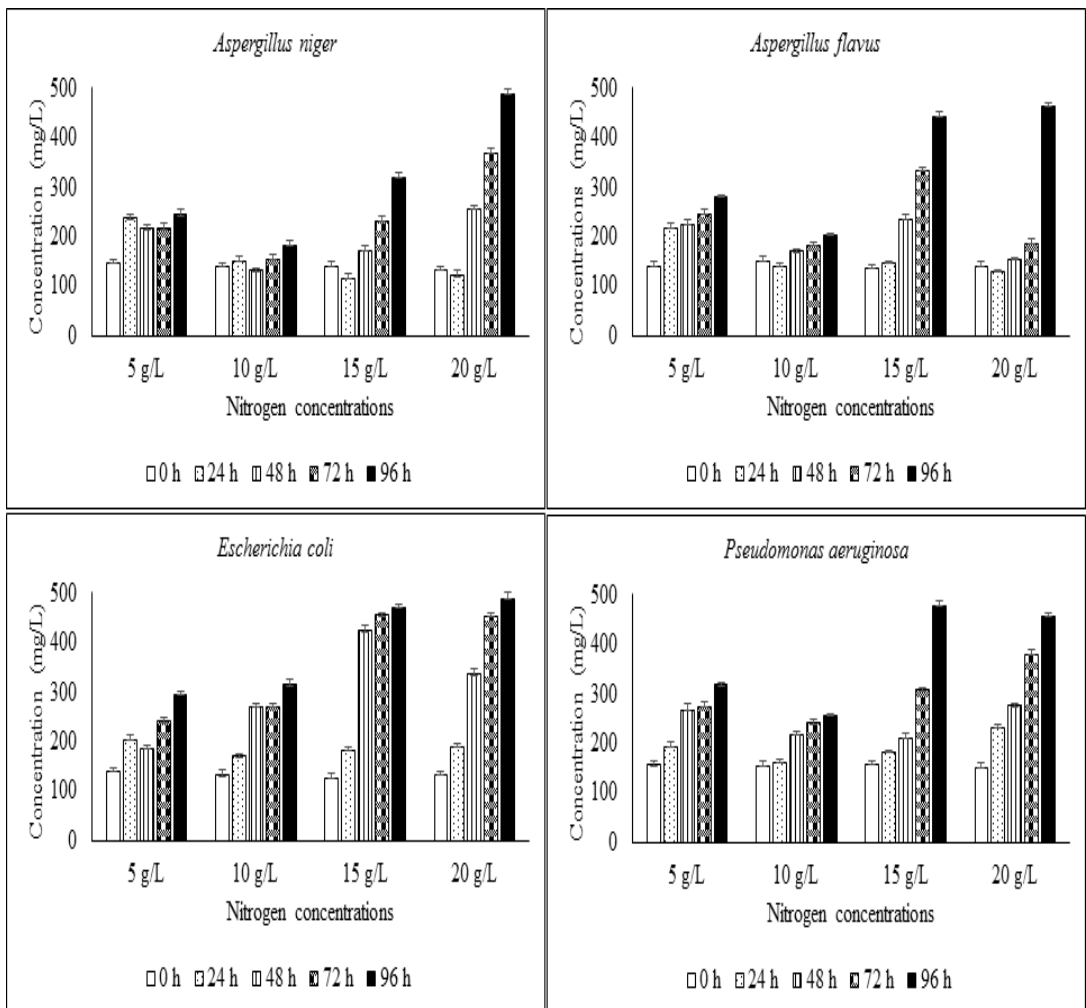 Aspergillus niger
Concentration (mg/L)
500
400
300
200
100
0
5 g/L 10 g/L 15 g/L 20 g/L
Nitrogen concentrations
0 h 24 h 48 h 72 h 96 h
Aspergillus flavus
Concentrations (mg/L)
500
400
300
200
100
0
5 g/L 10 g/L 15 g/L 20 g/L
Nitrogen concentrations
0 h 24 h 48 h 72 h 96 h
Escherichia coli
Concentration (mg/L)
500
400
300
200
100
0
5 g/L 10 g/L 15 g/L 20 g/L
Nitrogen concentrations
0 h 24 h 48 h 72 h 96 h
Pseudomonas aeruginosa
Concentration (mg/L)
500
400
300
200
100
0
5 g/L 10 g/L 15 g/L 20 g/L
Nitrogen concentrations
0 h 24 h 48 h 72 h 96 h